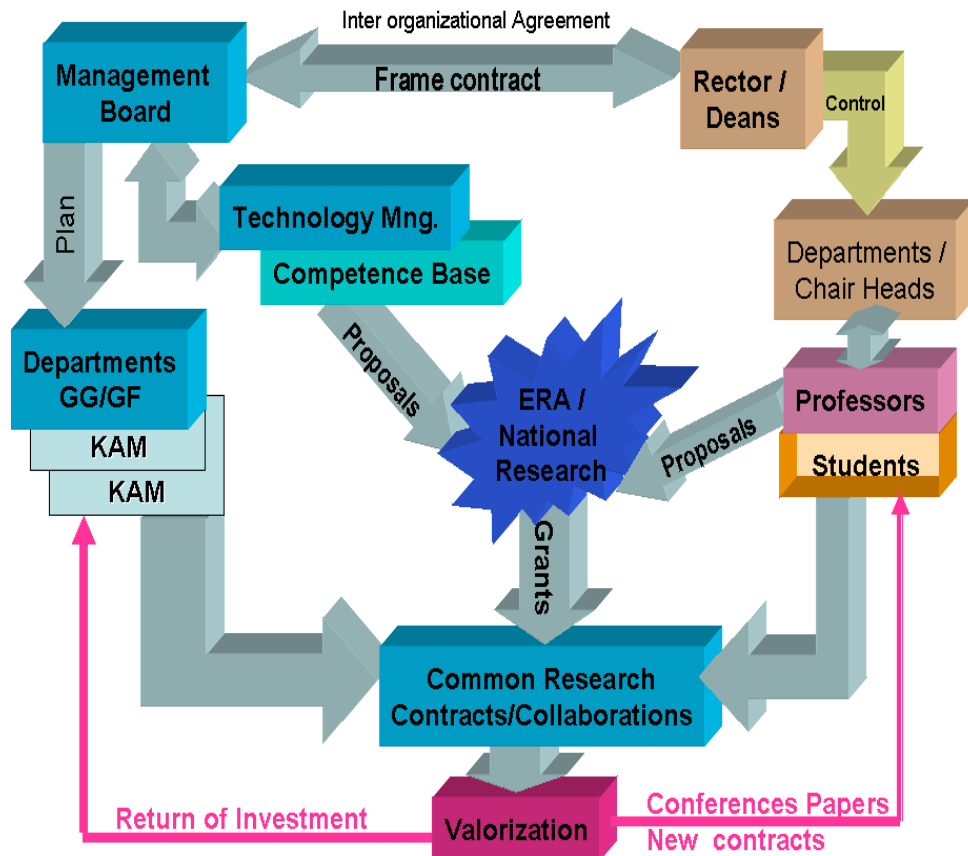 Inter organizational Agreement
Management
Board
Frame contract
Rector /
Deans
Control
Plan
Technology Mng.
Competence Base
Departments /
Chair Heads
Departments
GG/GF
KAM
KAM
Proposals
ERA /
National
Research
Proposals
Professors
Students
Grants
Common Research
Contracts/Collaborations
Return of Investment
Valorization
Conferences Papers
New contracts